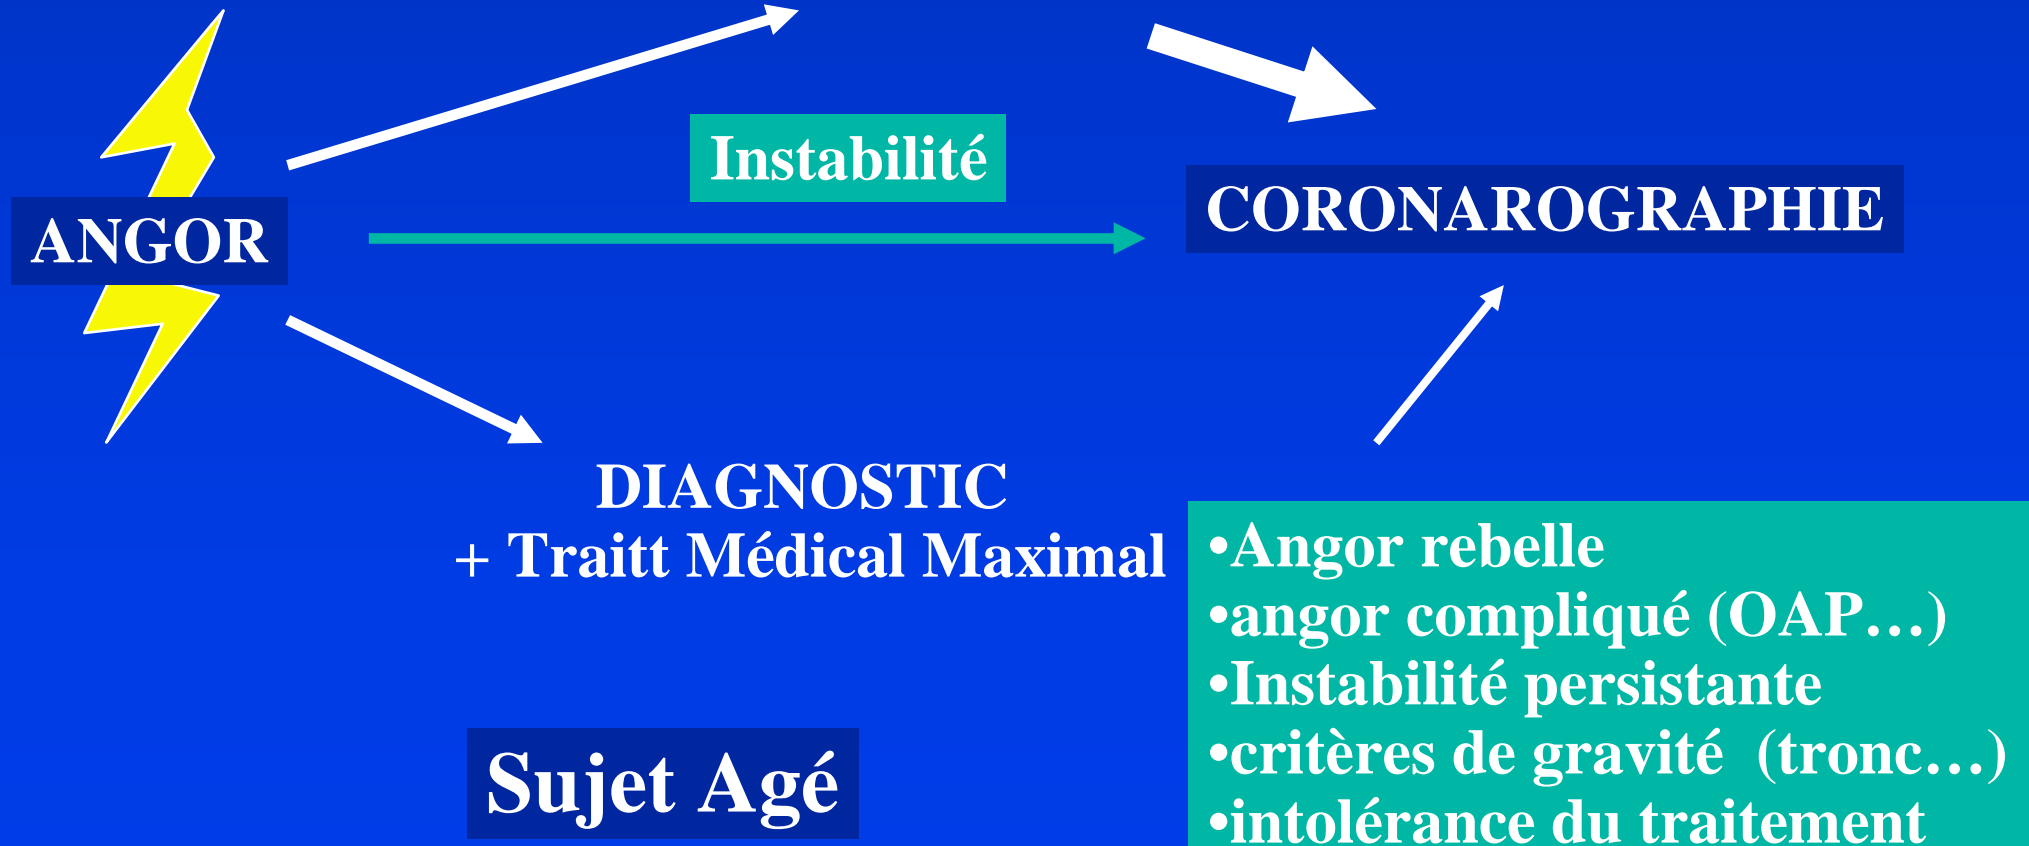 Instabilité
ANGOR
CORONAROGRAPHIE
DIAGNOSTIC
+ Traitt Médical Maximal
•Angor rebelle
•angor compliqué (OAP…)
•Instabilité persistante
•critères de gravité  (tronc…)
•intolérance du traitement
Sujet Agé